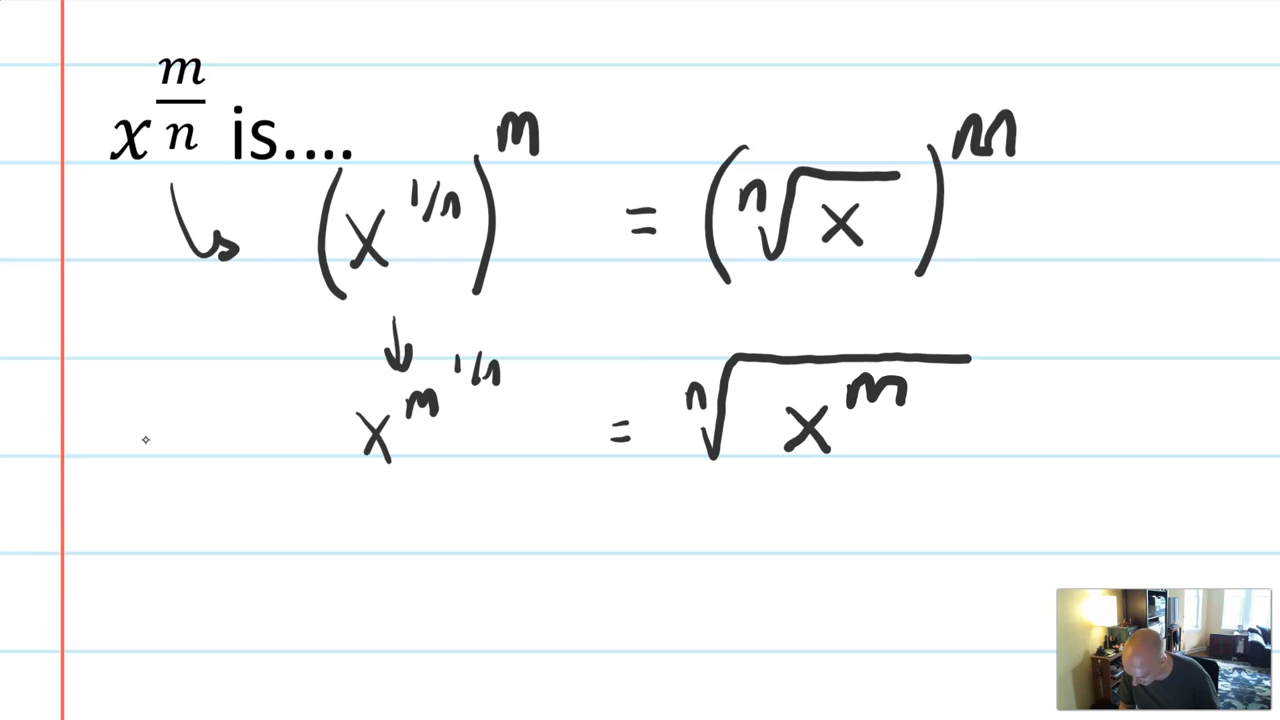 x^(m/n) is....
(x^(1/n))^m = (ⁿ√x)^m
↓
x^m^(1/n) = ⁿ√(x^m)